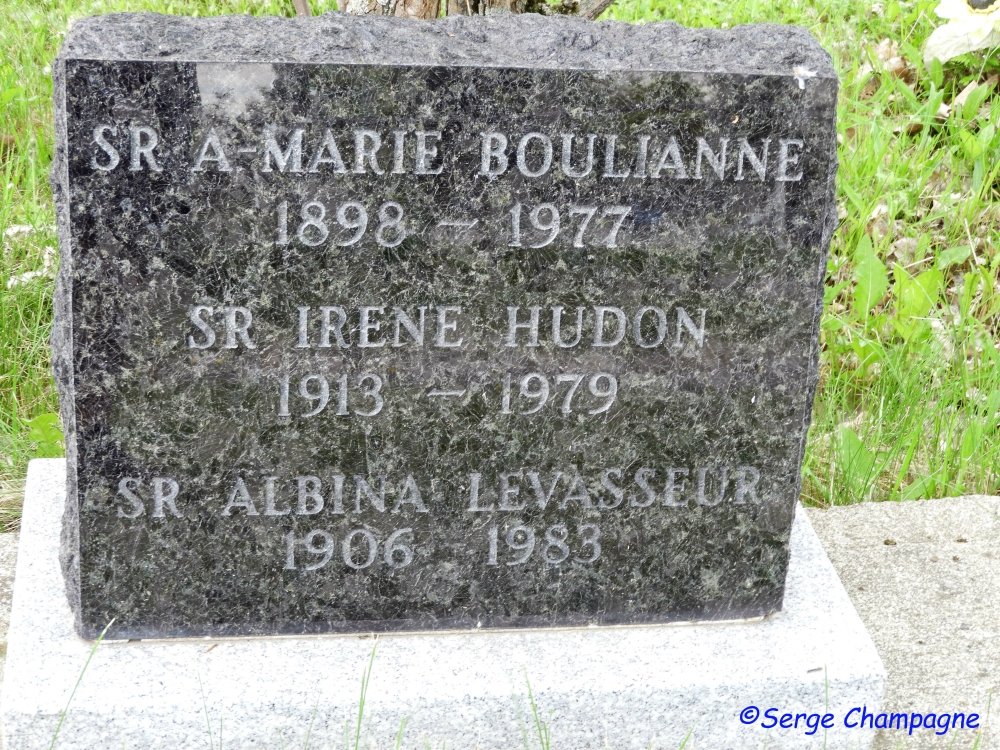 SR A-MARIE BOULIANNE
1898 - 1977
SR IRENE HUDON
1913 - 1979
SR ALBINA LEVASSEUR
1906 - 1983
©Serge Champagne